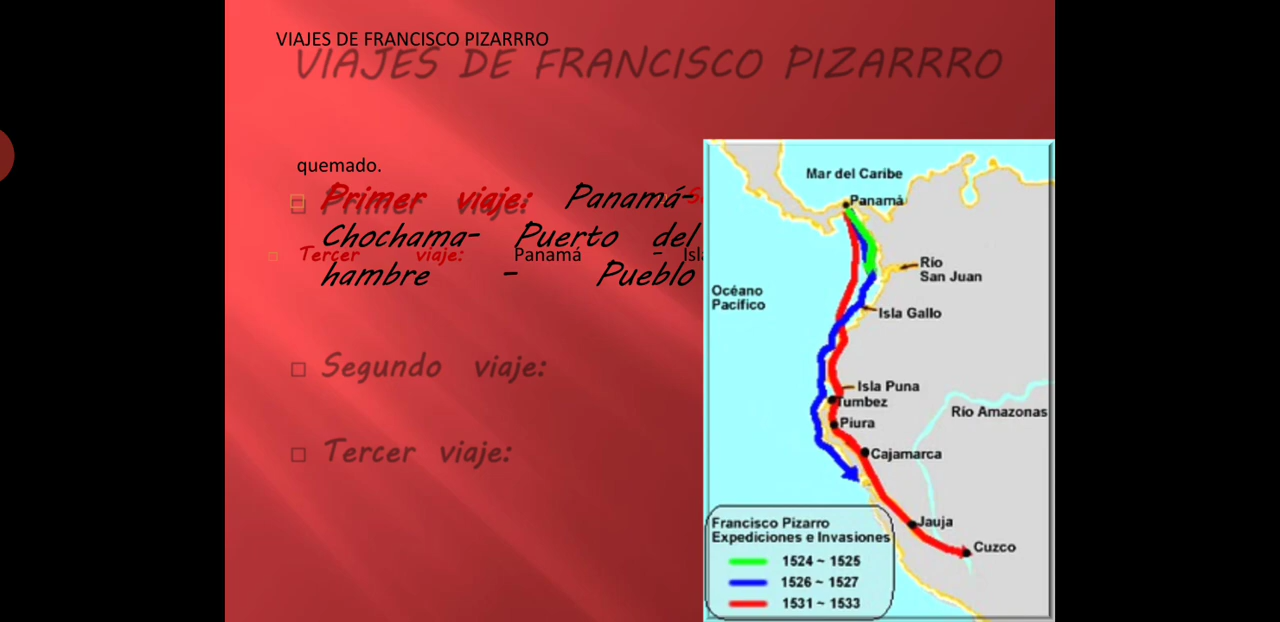 VIAJES DE FRANCISCO PIZARRRO
VIAJES DE FRANCISCO PIZARRRO
quemado.
Primer viaje: Panamá-
Chochama- Puerto del
Tercer viaje: Panamá - Isl
hambre - Pueblo
Segundo viaje:
Tercer viaje:
Mar del Caribe
Panamá
Río
San Juan
Océano
Pacífico
Isla Gallo
Isla Puna
Tumbez
Río Amazonas
Piura
Cajamarca
Jauja
Cuzco
Francisco Pizarro
Expediciones e Invasiones
1524 ~ 1525
1526 ~ 1527
1531 ~ 1533